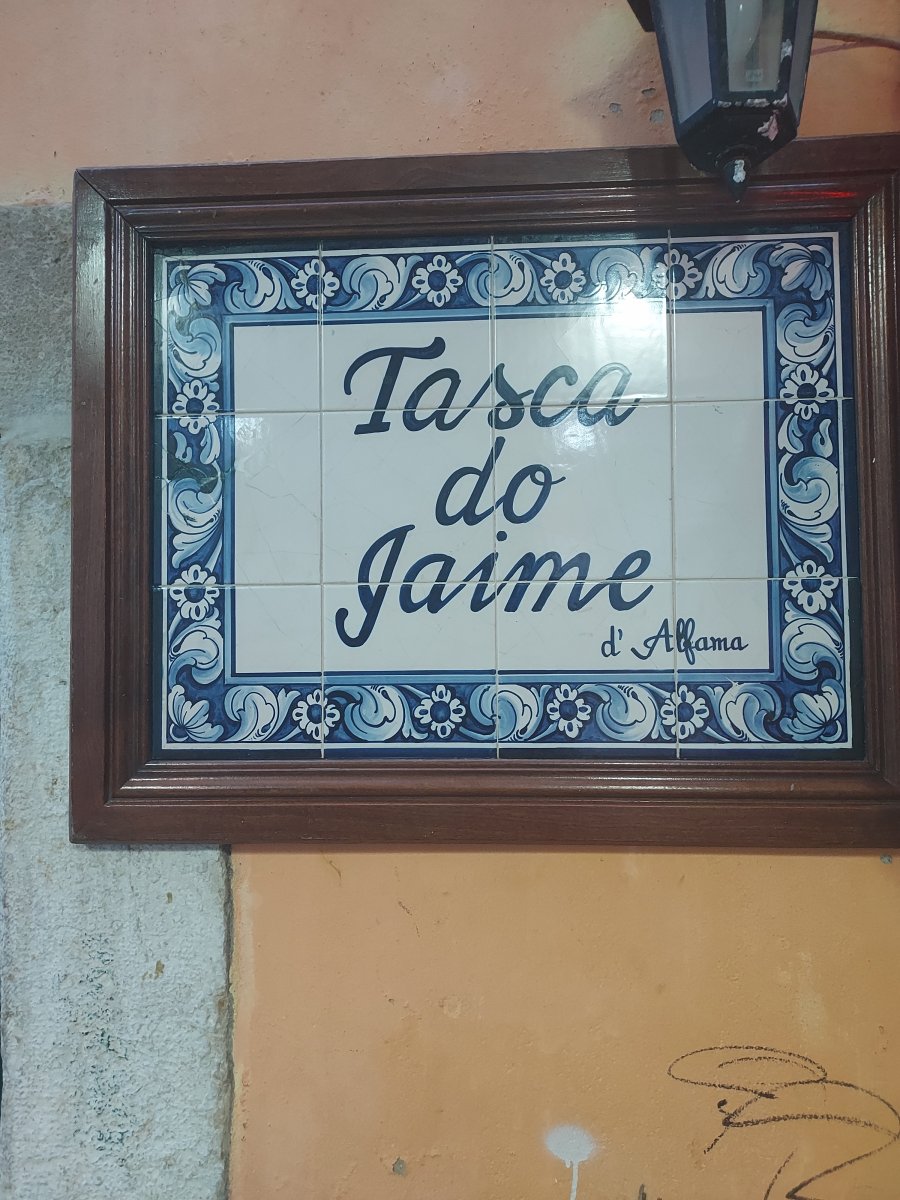 Tasca
do
Jaime
d' Alfama